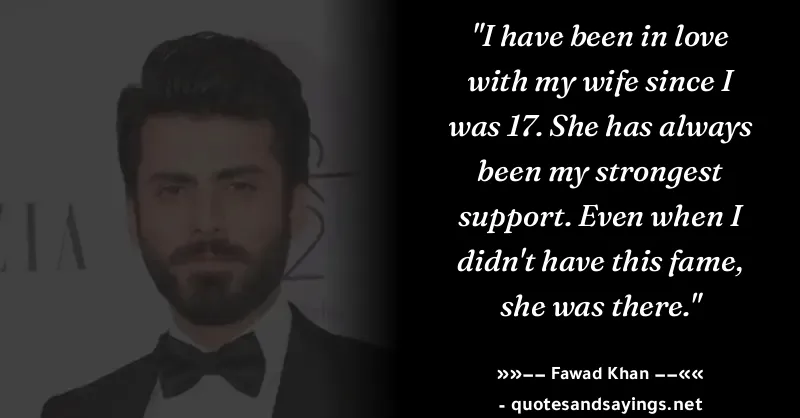 "I have been in love
with my wife since I
was 17. She has always
been my strongest
support. Even when I
didn't have this fame,
she was there."
»»−− Fawad Khan −−««
- quotesandsayings.net
ZIA